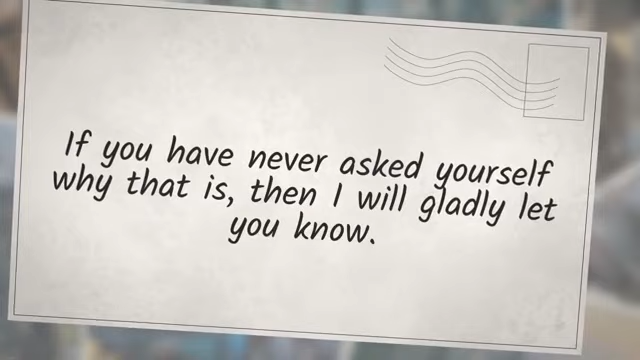 If you have never asked yourself
why that is, then I will gladly let
you know.